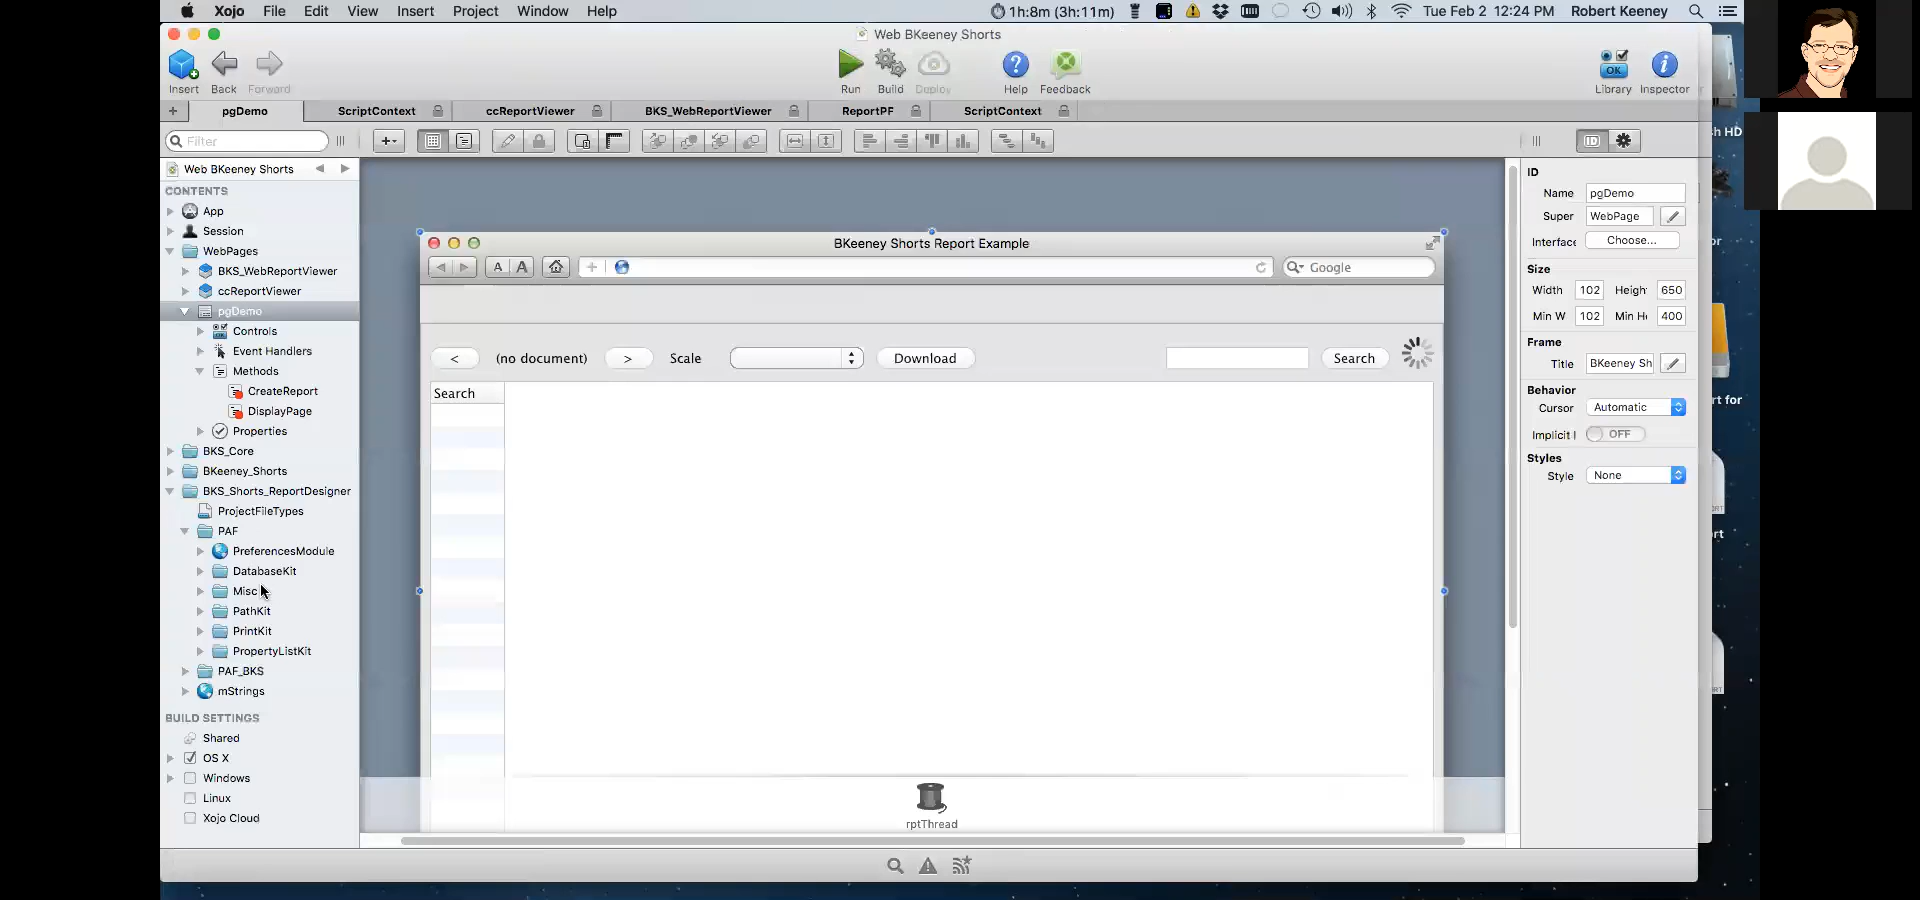 Xojo File Edit View Insert Project Window Help 1h:8m (3h:11m) Tue Feb 2 12:24 PM Robert Keeney
Web BKeeney Shorts
Insert Back Forward Run Build Deploy Help Feedback OK Library Inspector
pgDemo ScriptContext ccReportViewer BKS_WebReportViewer ReportPF ScriptContext
Filter
ID
Web BKeeney Shorts
CONTENTS
App
Session
WebPages
BKS_WebReportViewer
ccReportViewer
pgDemo
Controls
Event Handlers
Methods
CreateReport
DisplayPage
Properties
BKS_Core
BKeeney_Shorts
BKS_Shorts_ReportDesigner
ProjectFileTypes
PAF
PreferencesModule
DatabaseKit
Misc
PathKit
PrintKit
PropertyListKit
PAF_BKS
mStrings
BUILD SETTINGS
Shared
OS X
Windows
Linux
Xojo Cloud
BKeeney Shorts Report Example
A A Google
< (no document) > Scale Download Search
Search
rptThread
ID
Name pgDemo
Super WebPage
Interfac Choose...
Size
Width 102 Heigh 650
Min W 102 Min H 400
Frame
Title BKeeney Sh
Behavior
Cursor Automatic
Implicit I OFF
Styles
Style None
h HD
or
rt for
rt